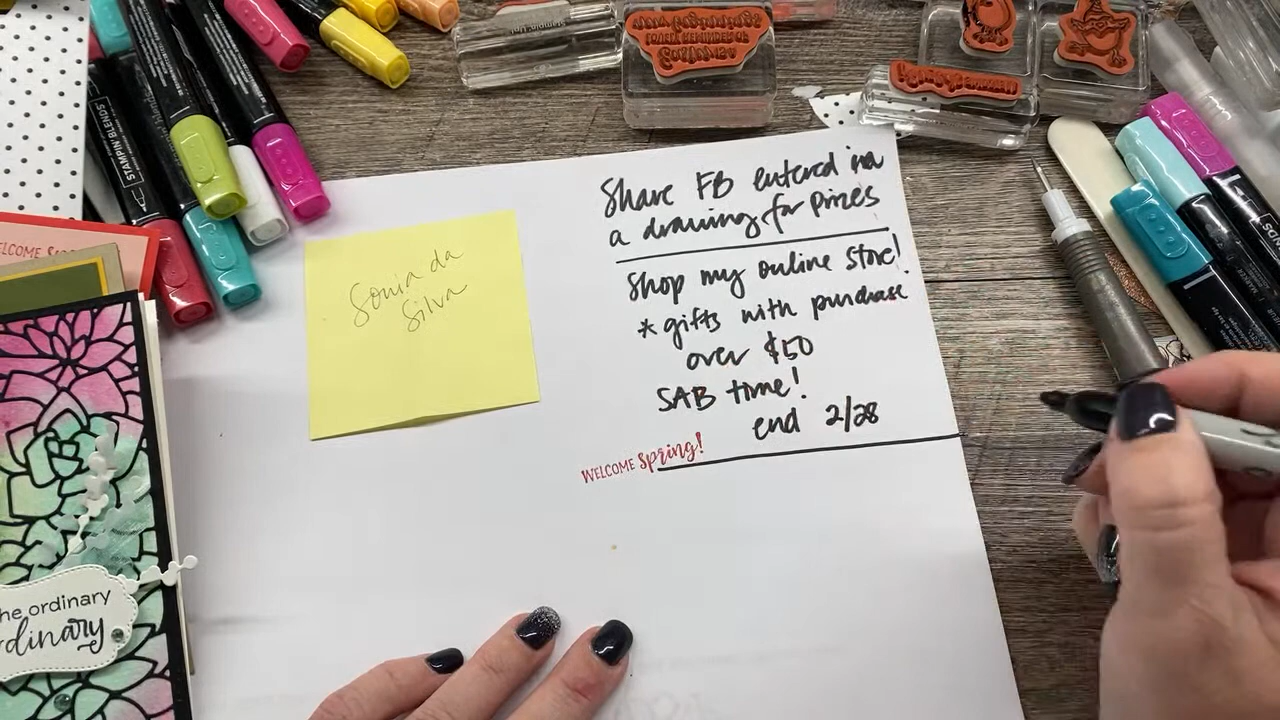 Share FB entered in
a drawing for prizes
Shop my online store!
* gifts with purchase
over $50
SAB time!
end 2/28
WELCOME Spring!
Sonia da
Silva
STAMPIN' BLENDS
he ordinary
rdinary